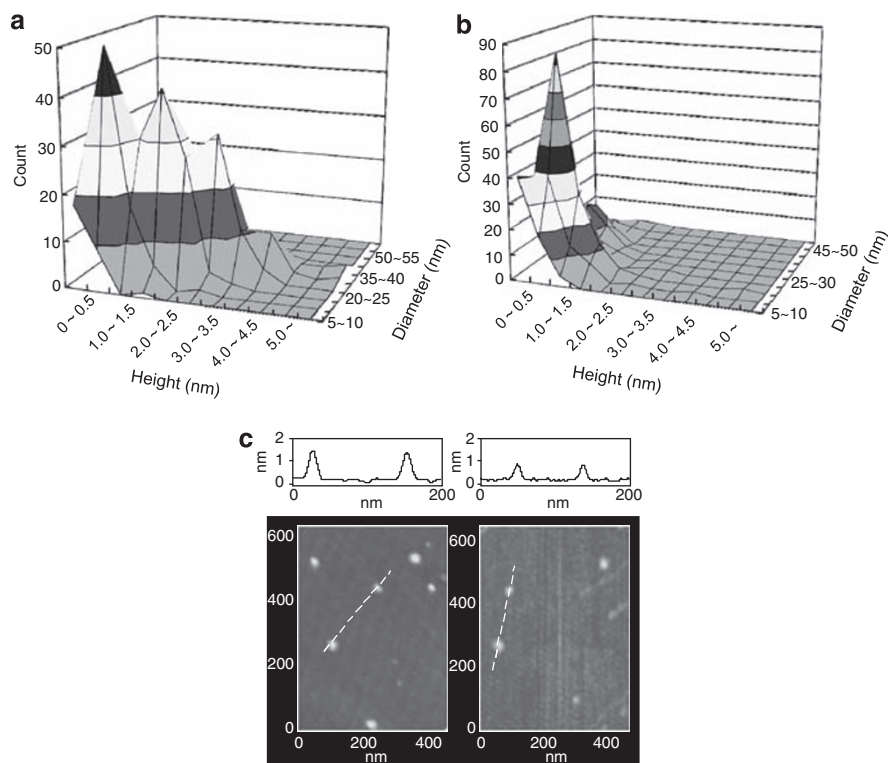 a
50
40
30
20
10
0
Count
0 ~ 0.5
1.0 ~ 1.5
2.0 ~ 2.5
3.0 ~ 3.5
4.0 ~ 4.5
5.0 ~
Height (nm)
5~10
20~25
35~40
50~55
Diameter (nm)
b
90
80
70
60
50
40
30
20
10
0
Count
0 ~ 0.5
1.0 ~ 1.5
2.0 ~ 2.5
3.0 ~ 3.5
4.0 ~ 4.5
5.0 ~
Height (nm)
5~10
25~30
45~50
Diameter (nm)
c
2
1
0
nm
0
nm
200
2
1
0
nm
0
nm
200
600
400
200
0
0
200
400
nm
600
400
200
0
0
200
400
nm